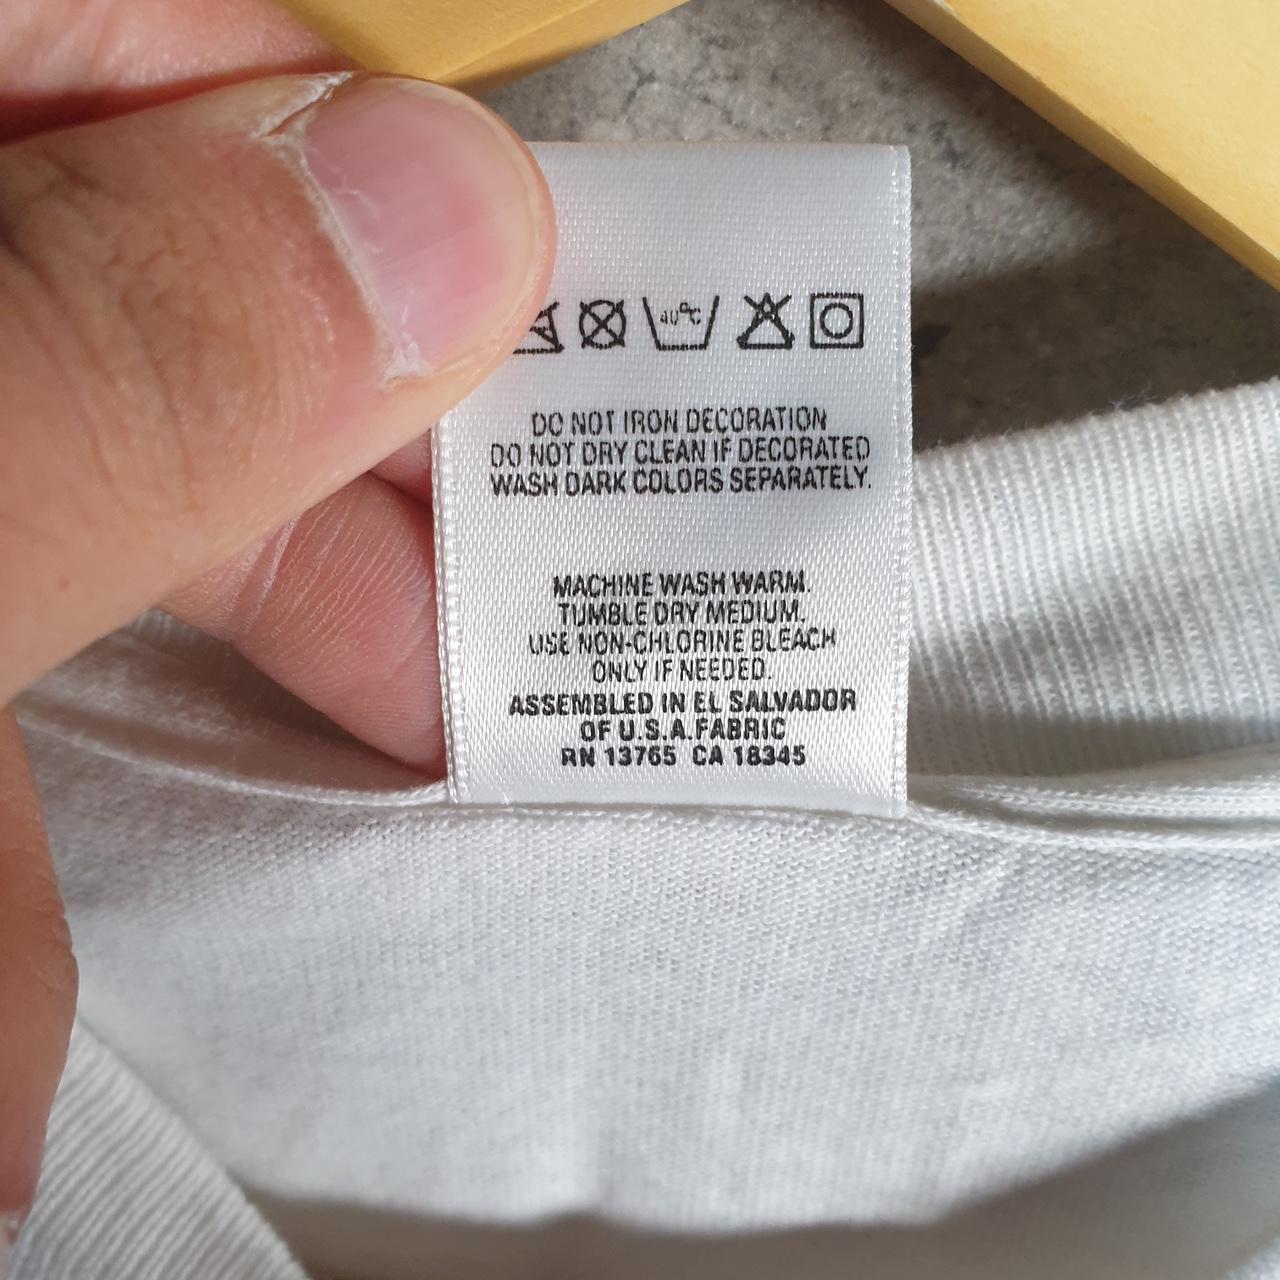 40°C
DO NOT IRON DECORATION
DO NOT DRY CLEAN IF DECORATED
WASH DARK COLORS SEPARATELY.
MACHINE WASH WARM.
TUMBLE DRY MEDIUM.
USE NON-CHLORINE BLEACH
ONLY IF NEEDED.
ASSEMBLED IN EL SALVADOR
OF U.S.A. FABRIC
RN 13765 CA 18345